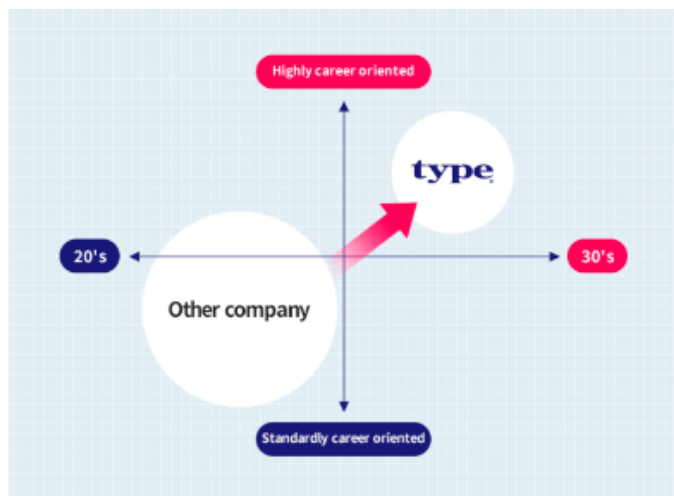 Highly career oriented
type
20's
30's
Other company
Standardly career oriented